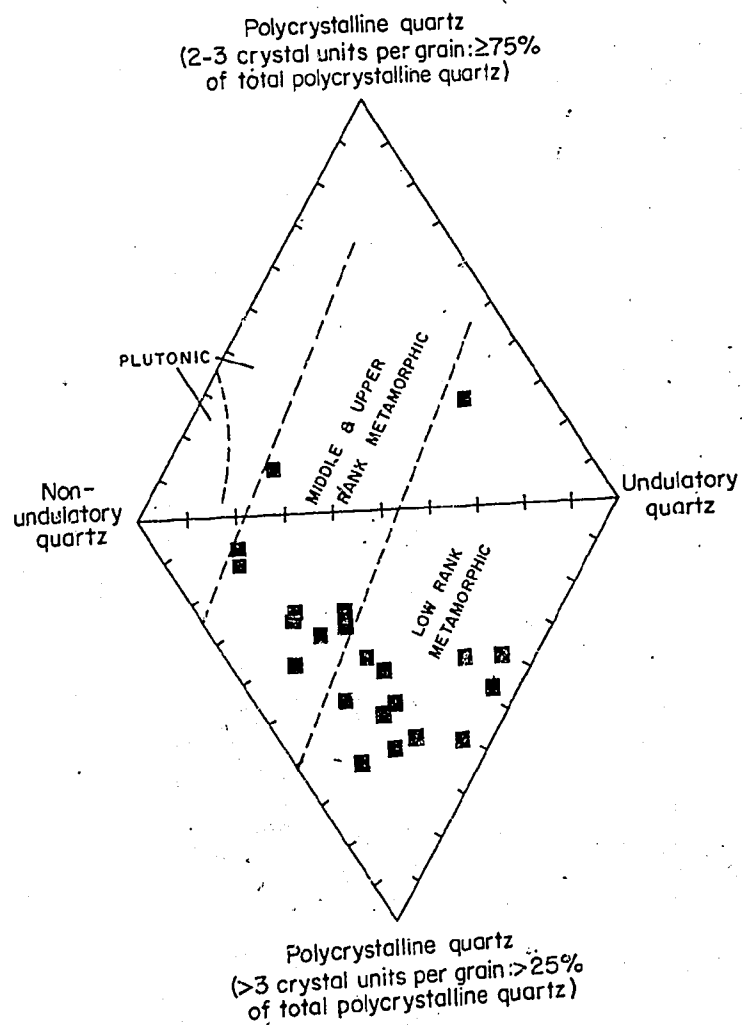 Polycrystalline quartz
(2-3 crystal units per grain:≥75%
of total polycrystalline quartz)
PLUTONIC
MIDDLE & UPPER
RANK METAMORPHIC
Non-
undulatory
quartz
Undulatory
quartz
LOW RANK
METAMORPHIC
Polycrystalline quartz
(>3 crystal units per grain:>25%
of total polycrystalline quartz)